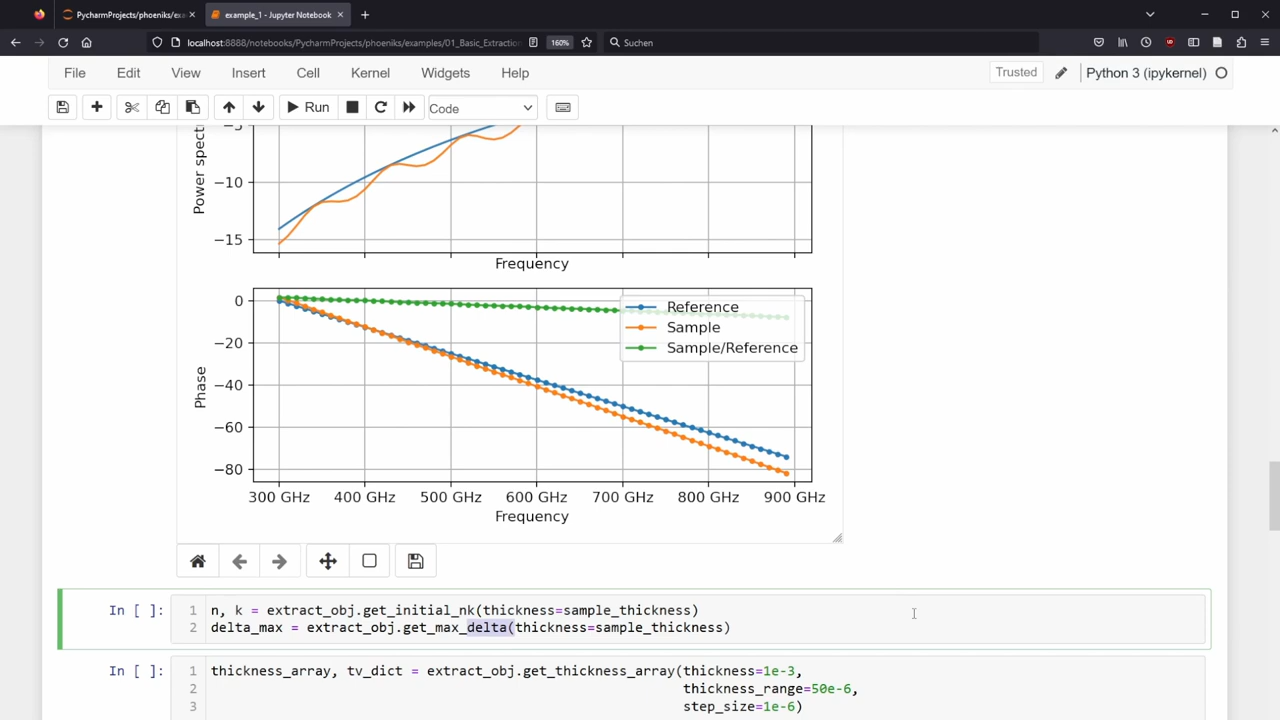 PycharmProjects/phoeniks/exa
example_1 - Jupyter Notebook
localhost:8888/notebooks/PycharmProjects/phoeniks/examples/01_Basic_Extraction
160%
Suchen
File Edit View Insert Cell Kernel Widgets Help
Trusted
Python 3 (ipykernel)
Run
Code
Power spect
−5
−10
−15
Frequency
Phase
0
−20
−40
−60
−80
Reference
Sample
Sample/Reference
300 GHz 400 GHz 500 GHz 600 GHz 700 GHz 800 GHz 900 GHz
Frequency
In [ ]:
1 n, k = extract_obj.get_initial_nk(thickness=sample_thickness)
2 delta_max = extract_obj.get_max_delta(thickness=sample_thickness)
In [ ]:
1 thickness_array, tv_dict = extract_obj.get_thickness_array(thickness=1e-3,
2 thickness_range=50e-6,
3 step_size=1e-6)